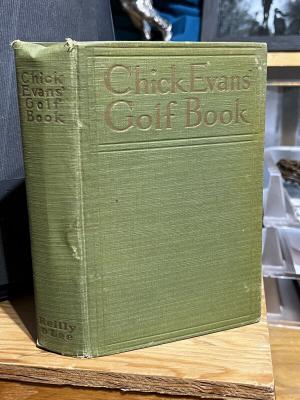 Chick
Evans'
Golf
Book
Reilly
& Lee
Chick Evans'
Golf Book